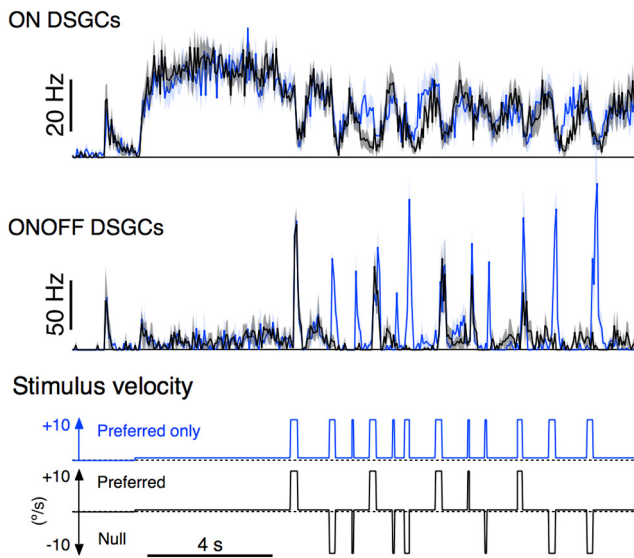 ON DSGCs
20 Hz
ONOFF DSGCs
50 Hz
Stimulus velocity
+10
Preferred only
+10
Preferred
(º/s)
Null
-10
4 s